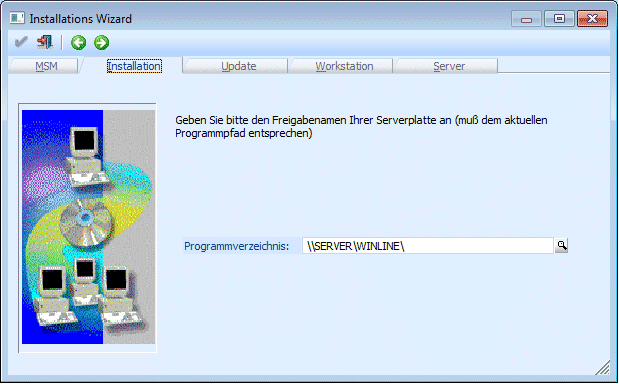 Installations Wizard
MSM
Installation
Update
Workstation
Server
Geben Sie bitte den Freigabenamen Ihrer Serverplatte an (muß dem aktuellen
Programmpfad entsprechen)
Programmverzeichnis: \\SERVER\WINLINE\